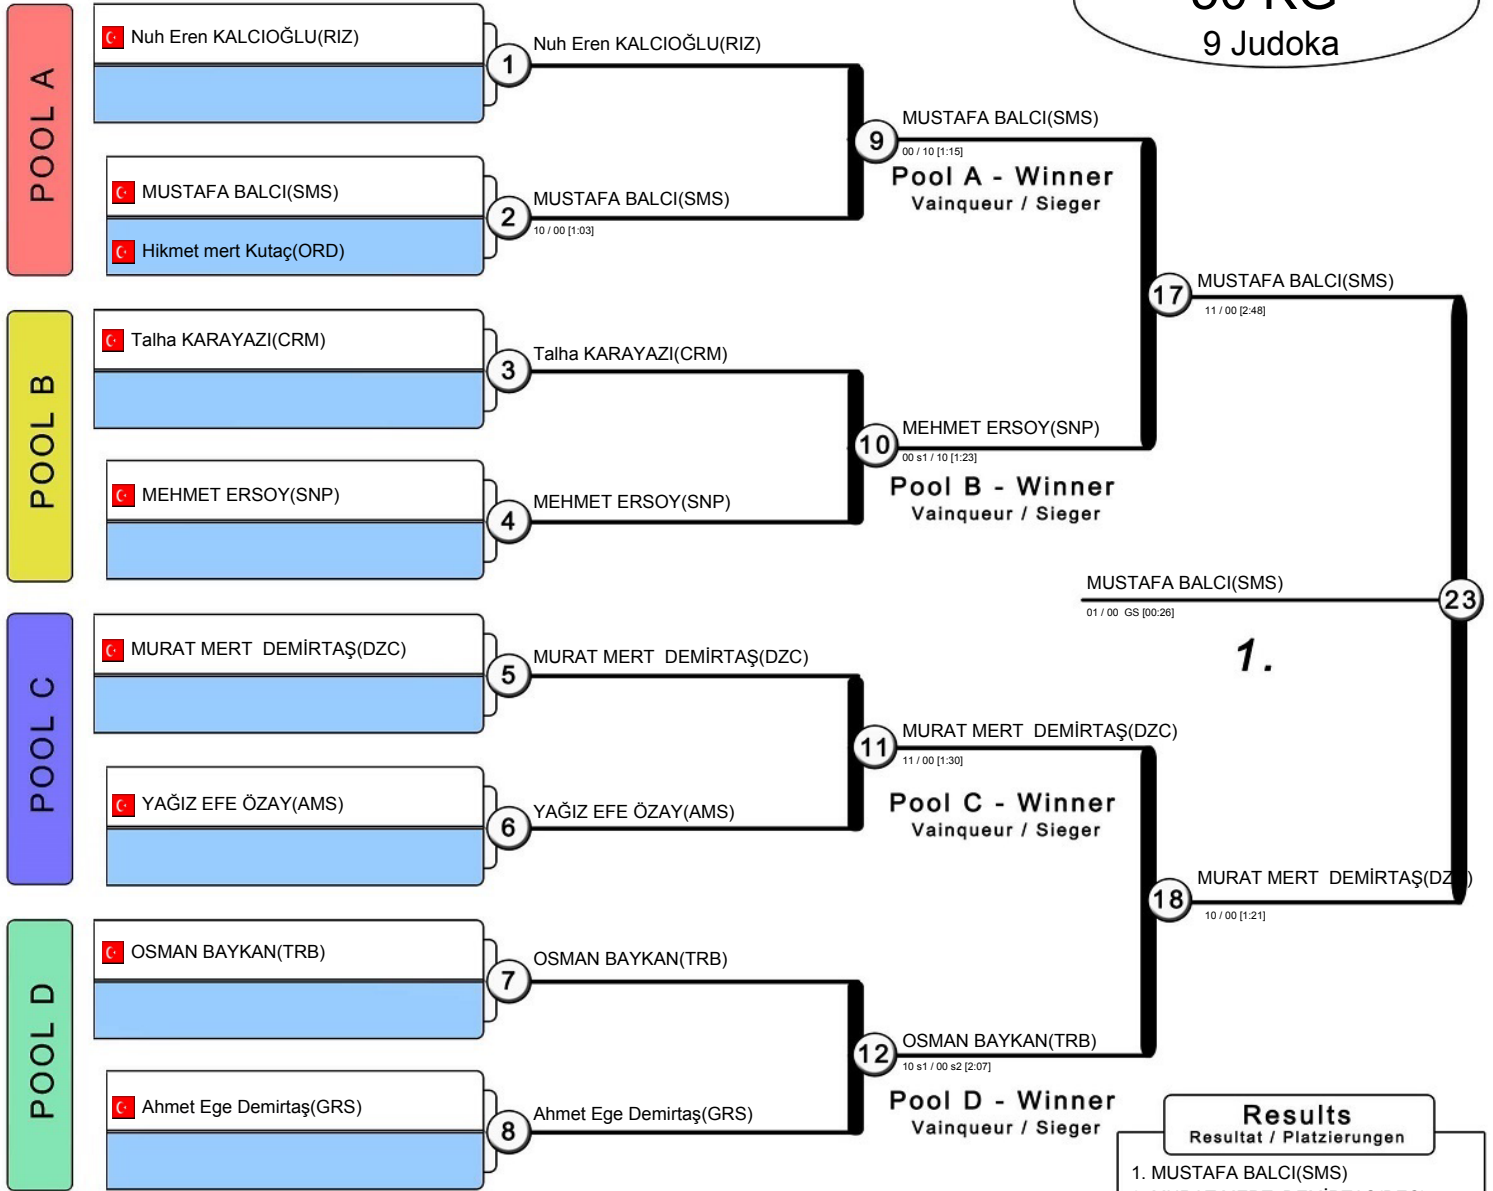 9 Judoka
POOL A
Nuh Eren KALCIOĞLU(RIZ)
1
Nuh Eren KALCIOĞLU(RIZ)
MUSTAFA BALCI(SMS)
Hikmet mert Kutaç(ORD)
2
MUSTAFA BALCI(SMS)
10 / 00 [1:03]
9
MUSTAFA BALCI(SMS)
00 / 10 [1:15]
Pool A - Winner
Vainqueur / Sieger
POOL B
Talha KARAYAZI(CRM)
3
Talha KARAYAZI(CRM)
MEHMET ERSOY(SNP)
4
MEHMET ERSOY(SNP)
10
MEHMET ERSOY(SNP)
00 s1 / 10 [1:23]
Pool B - Winner
Vainqueur / Sieger
17
MUSTAFA BALCI(SMS)
11 / 00 [2:48]
POOL C
MURAT MERT  DEMİRTAŞ(DZC)
5
MURAT MERT  DEMİRTAŞ(DZC)
YAĞIZ EFE ÖZAY(AMS)
6
YAĞIZ EFE ÖZAY(AMS)
11
MURAT MERT  DEMİRTAŞ(DZC)
11 / 00 [1:30]
Pool C - Winner
Vainqueur / Sieger
POOL D
OSMAN BAYKAN(TRB)
7
OSMAN BAYKAN(TRB)
Ahmet Ege Demirtaş(GRS)
8
Ahmet Ege Demirtaş(GRS)
12
OSMAN BAYKAN(TRB)
10 s1 / 00 s2 [2:07]
Pool D - Winner
Vainqueur / Sieger
18
MURAT MERT  DEMİRTAŞ(DZ
10 / 00 [1:21]
23
MUSTAFA BALCI(SMS)
01 / 00  GS [00:26]
1.
Results
Resultat / Platzierungen
1. MUSTAFA BALCI(SMS)